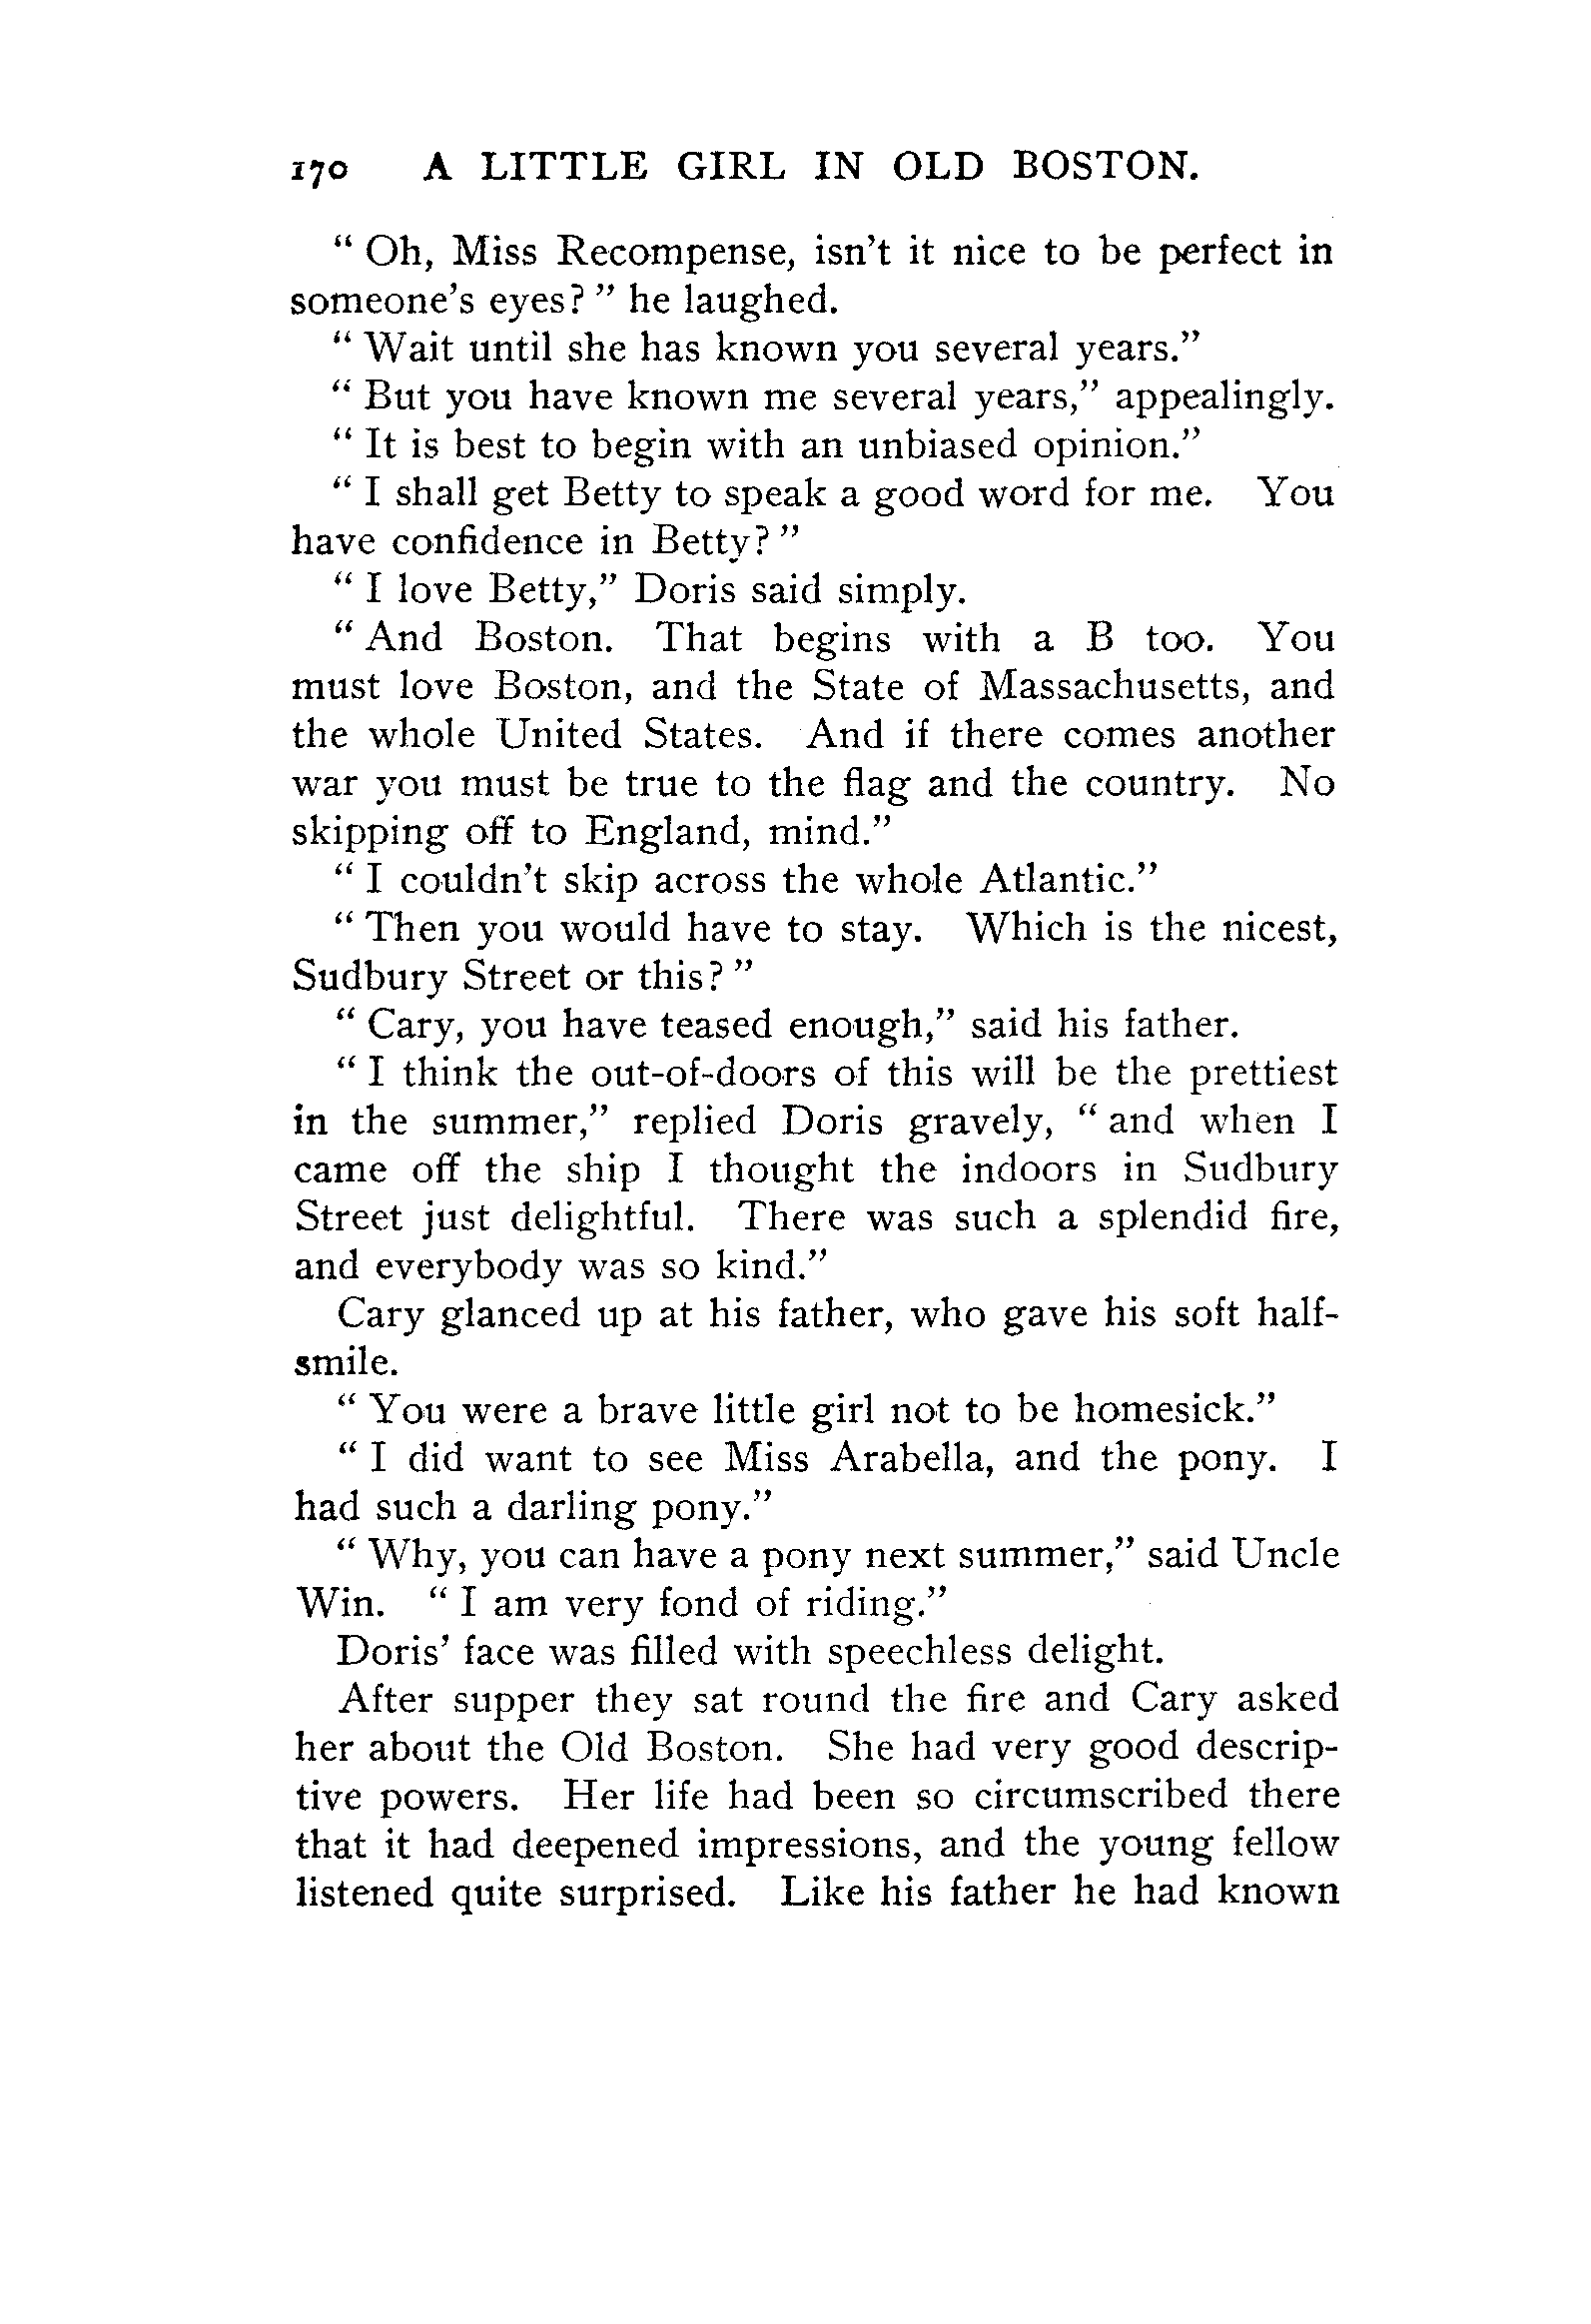 170 A LITTLE GIRL IN OLD BOSTON.
“ Oh, Miss Recompense, isn’t it nice to be perfect in
someone’s eyes? ” he laughed.
“ Wait until she has known you several years.”
“ But you have known me several years,” appealingly.
“ It is best to begin with an unbiased opinion.”
“ I shall get Betty to speak a good word for me. You
have confidence in Betty? ”
“ I love Betty,” Doris said simply.
“ And Boston. That begins with a B too. You
must love Boston, and the State of Massachusetts, and
the whole United States. And if there comes another
war you must be true to the flag and the country. No
skipping off to England, mind.”
“ I couldn’t skip across the whole Atlantic.”
“ Then you would have to stay. Which is the nicest,
Sudbury Street or this? ”
“ Cary, you have teased enough,” said his father.
“ I think the out-of-doors of this will be the prettiest
in the summer,” replied Doris gravely, “ and when I
came off the ship I thought the indoors in Sudbury
Street just delightful. There was such a splendid fire,
and everybody was so kind.”
Cary glanced up at his father, who gave his soft half-
smile.
“ You were a brave little girl not to be homesick.”
“ I did want to see Miss Arabella, and the pony. I
had such a darling pony.”
“ Why, you can have a pony next summer,” said Uncle
Win. “ I am very fond of riding.”
Doris’ face was filled with speechless delight.
After supper they sat round the fire and Cary asked
her about the Old Boston. She had very good descrip-
tive powers. Her life had been so circumscribed there
that it had deepened impressions, and the young fellow
listened quite surprised. Like his father he had known